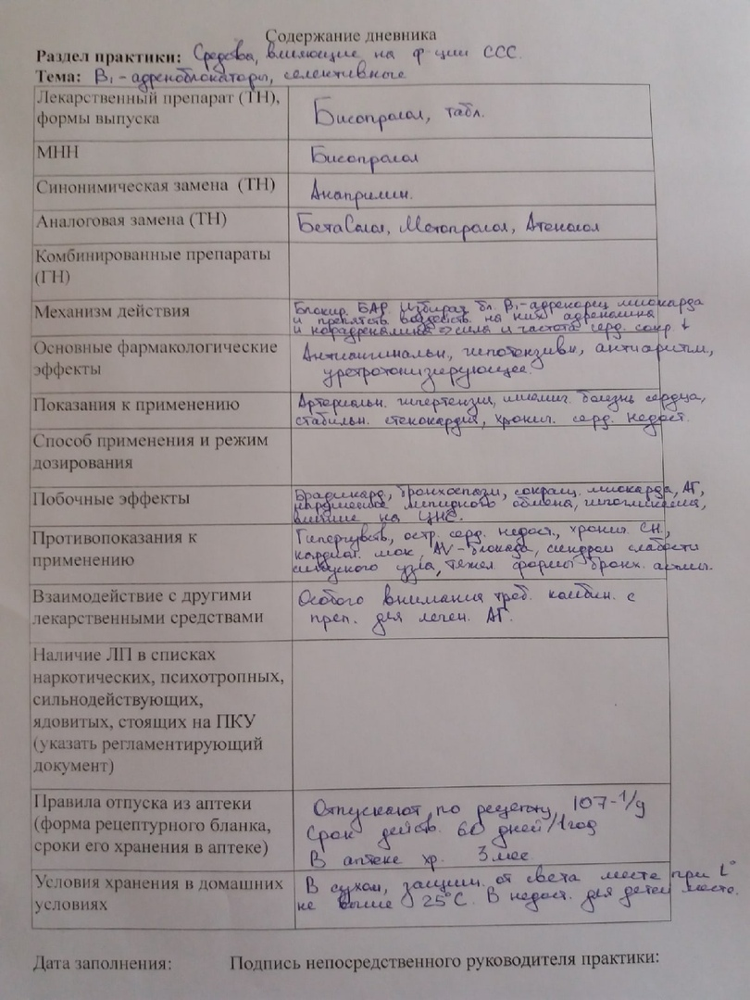 Содержание дневника
Раздел практики: Средства, влияющие на ф-ции ССС.
Тема: B₁-адреноблокаторы, селективные
Лекарственный препарат (ТН),
формы выпуска
Бисопролол, табл.
МНН
Бисопролол
Синонимическая замена (ТН)
Анаприлин.
Аналоговая замена (ТН)
БетаСалол, Метопролол, Атенолол
Комбинированные препараты
(ГН)
Механизм действия
Блокир. БАР. Избират. бл. B₁-адренорец миокарда
и препятств. воздейств. на них адреналина
и норадреналина ⇒ сила и частота серд. сокр. ↓
Основные фармакологические
эффекты
Антиангинальн., гипотензивн, антиаритм,
уретротонизирующее.
Показания к применению
Артериальн. гипертензия, ишемич. болезнь сердца,
стабильн. стенокардия, хронич. серд. недост.
Способ применения и режим
дозирования
Побочные эффекты
Брадикард, бронхоспазм, сокращ. миокарда, АГ,
нарушение липидного обмена, гипогликемия,
влияние на ЦНС.
Противопоказания к
применению
Гиперчувств, остр. серд. недост., хронич СН,
кардиог. шок, AV-блокада, синдром слабости
синусного узла, тяжел формы бронх. астмы.
Взаимодействие с другими
лекарственными средствами
Особого внимания треб. комбин. с
преп. для лечен. АГ.
Наличие ЛП в списках
наркотических, психотропных,
сильнодействующих,
ядовитых, стоящих на ПКУ
(указать регламентирующий
документ)
Правила отпуска из аптеки
(форма рецептурного бланка,
сроки его хранения в аптеке)
Отпускают по рецепту 107-1/у
Срок действ. 60 дней/1год
В аптеке хр. 3 мес
Условия хранения в домашних
условиях
В сухом, защищ. от света месте при t°
не выше 25°C. В недост. для детей месте.
Дата заполнения: Подпись непосредственного руководителя практики: